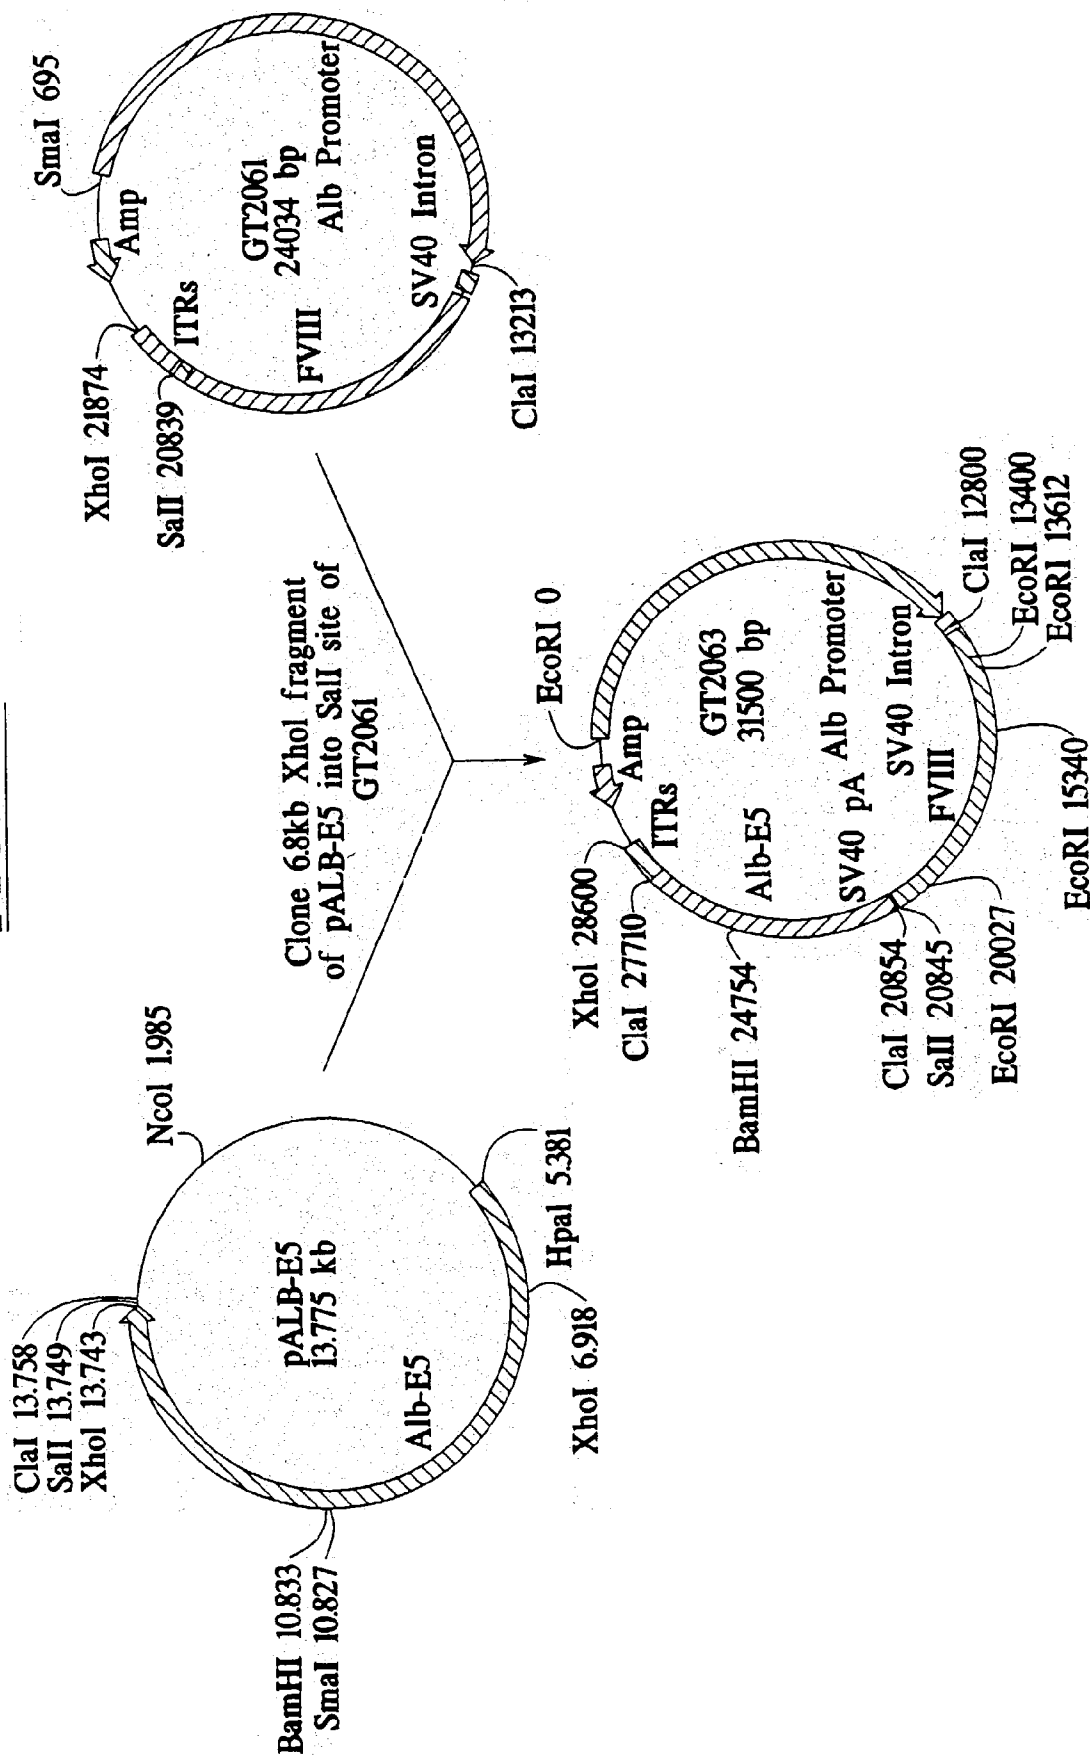 ClaI 13.758
SalI 13.749
XhoI 13.743
NcoI 1.985
pALB-E5
13.775 kb
Alb-E5
BamHI 10.833
SmaI 10.827
XhoI 6.918
HpaI 5.381
Clone 6.8kb XhoI fragment
of pALB-E5 into SalI site of
GT2061
XhoI 21874
SalI 20839
SmaI 695
Amp
ITRs
GT2061
24034 bp
Alb Promoter
FVIII
SV40 Intron
ClaI 13213
EcoRI 0
XhoI 28600
ClaI 27710
BamHI 24754
Amp
ITRs
GT2063
31500 bp
Alb-E5
Alb Promoter
SV40 pA
SV40 Intron
FVIII
ClaI 20854
SalI 20845
EcoRI 20027
ClaI 12800
EcoRI 13400
EcoRI 13612
EcoRI 15340